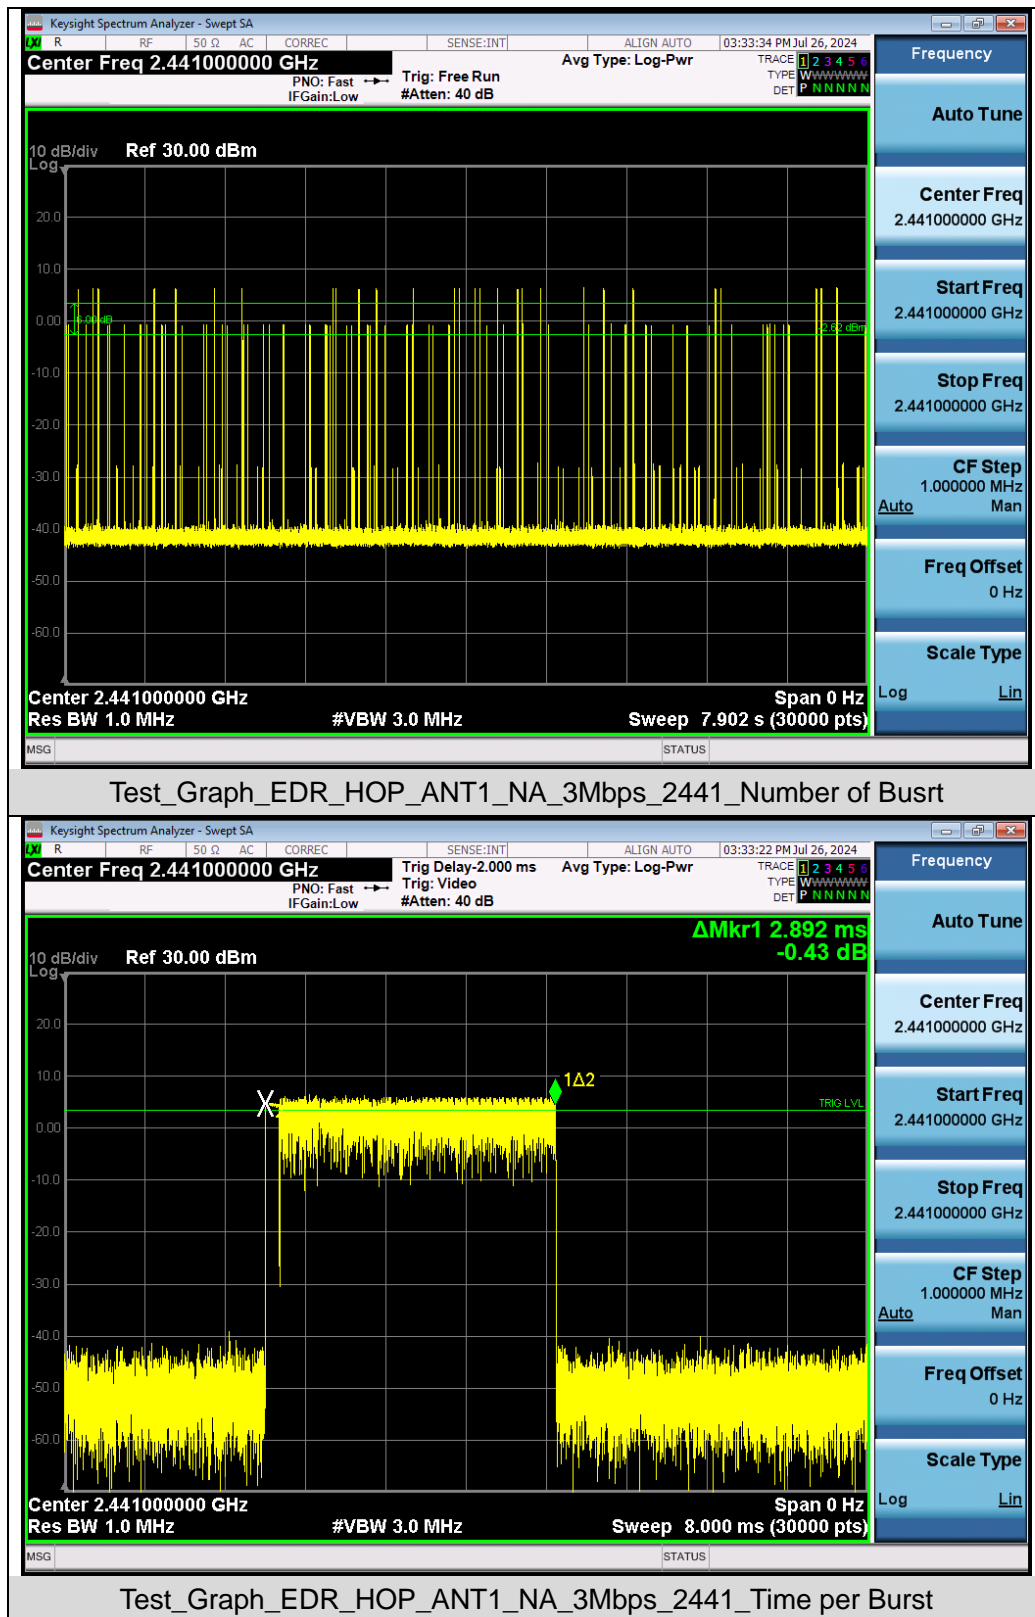 Keysight Spectrum Analyzer - Swept SA
LXI R RF 50 Ω AC CORREC SENSE:INT ALIGN AUTO 03:33:34 PM Jul 26, 2024
Center Freq 2.441000000 GHz
PNO: Fast
IFGain:Low
Trig: Free Run
#Atten: 40 dB
Avg Type: Log-Pwr
TRACE 1 2 3 4 5 6
TYPE WWWWWW
DET P N N N N N
10 dB/div Ref 30.00 dBm
Log
20.0
10.0
0.00
-10.0
-20.0
-30.0
-40.0
-50.0
-60.0
6.00 dB
-2.62 dBm
Center 2.441000000 GHz Span 0 Hz
Res BW 1.0 MHz #VBW 3.0 MHz Sweep 7.902 s (30000 pts)
MSG STATUS
Frequency
Auto Tune
Center Freq
2.441000000 GHz
Start Freq
2.441000000 GHz
Stop Freq
2.441000000 GHz
CF Step
1.000000 MHz
Auto Man
Freq Offset
0 Hz
Scale Type
Log Lin
Test_Graph_EDR_HOP_ANT1_NA_3Mbps_2441_Number of Busrt
Keysight Spectrum Analyzer - Swept SA
LXI R RF 50 Ω AC CORREC SENSE:INT ALIGN AUTO 03:33:22 PM Jul 26, 2024
Center Freq 2.441000000 GHz
PNO: Fast
IFGain:Low
Trig Delay-2.000 ms
Trig: Video
#Atten: 40 dB
Avg Type: Log-Pwr
TRACE 1 2 3 4 5 6
TYPE WWWWWW
DET P N N N N N
ΔMkr1 2.892 ms
-0.43 dB
10 dB/div Ref 30.00 dBm
Log
20.0
10.0
0.00
-10.0
-20.0
-30.0
-40.0
-50.0
-60.0
1Δ2
TRIG LVL
Center 2.441000000 GHz Span 0 Hz
Res BW 1.0 MHz #VBW 3.0 MHz Sweep 8.000 ms (30000 pts)
MSG STATUS
Frequency
Auto Tune
Center Freq
2.441000000 GHz
Start Freq
2.441000000 GHz
Stop Freq
2.441000000 GHz
CF Step
1.000000 MHz
Auto Man
Freq Offset
0 Hz
Scale Type
Log Lin
Test_Graph_EDR_HOP_ANT1_NA_3Mbps_2441_Time per Burst